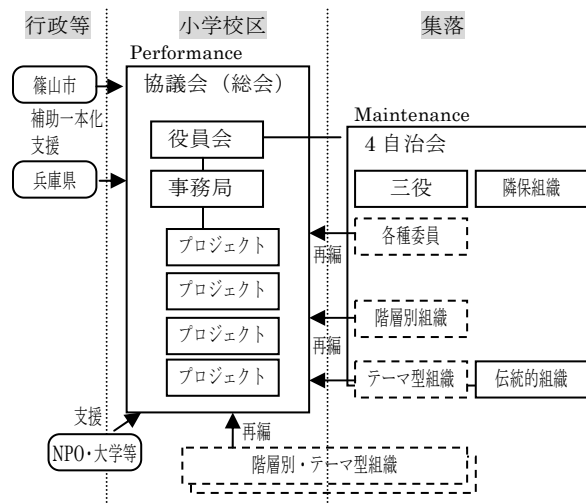 行政等
小学校区
集落
Performance
篠山市
補助一本化
支援
兵庫県
協議会（総会）
役員会
事務局
プロジェクト
プロジェクト
プロジェクト
プロジェクト
Maintenance
４自治会
三役
隣保組織
各種委員
再編
階層別組織
再編
テーマ型組織
伝統的組織
支援
NPO・大学等
再編
階層別・テーマ型組織